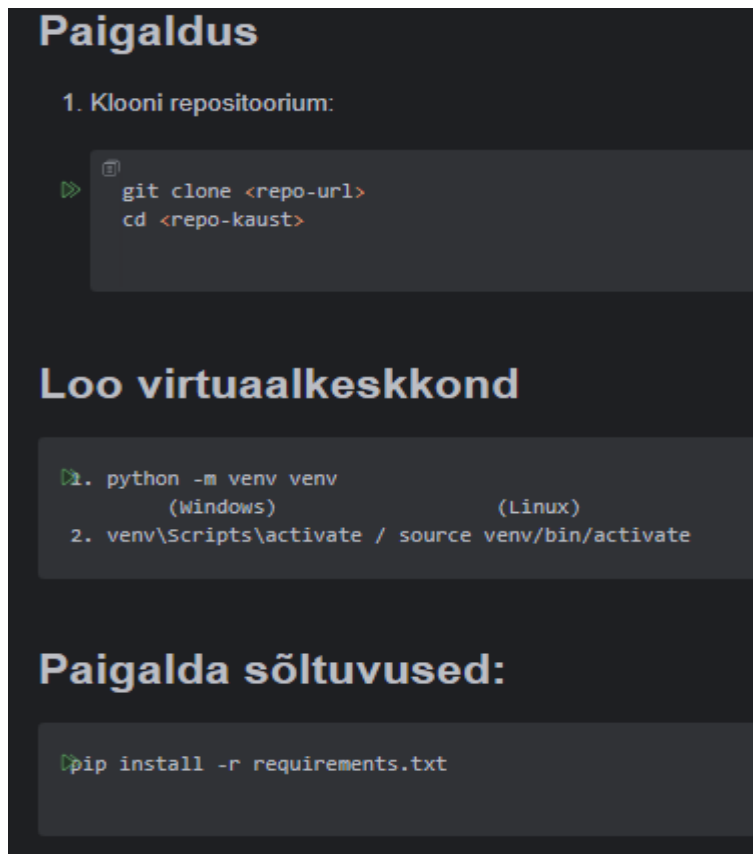 Paigaldus
1. Klooni repositoorium:
git clone <repo-url>
cd <repo-kaust>
Loo virtuaalkeskkond
1. python -m venv venv
(Windows) (Linux)
2. venv\Scripts\activate / source venv/bin/activate
Paigalda sõltuvused:
pip install -r requirements.txt